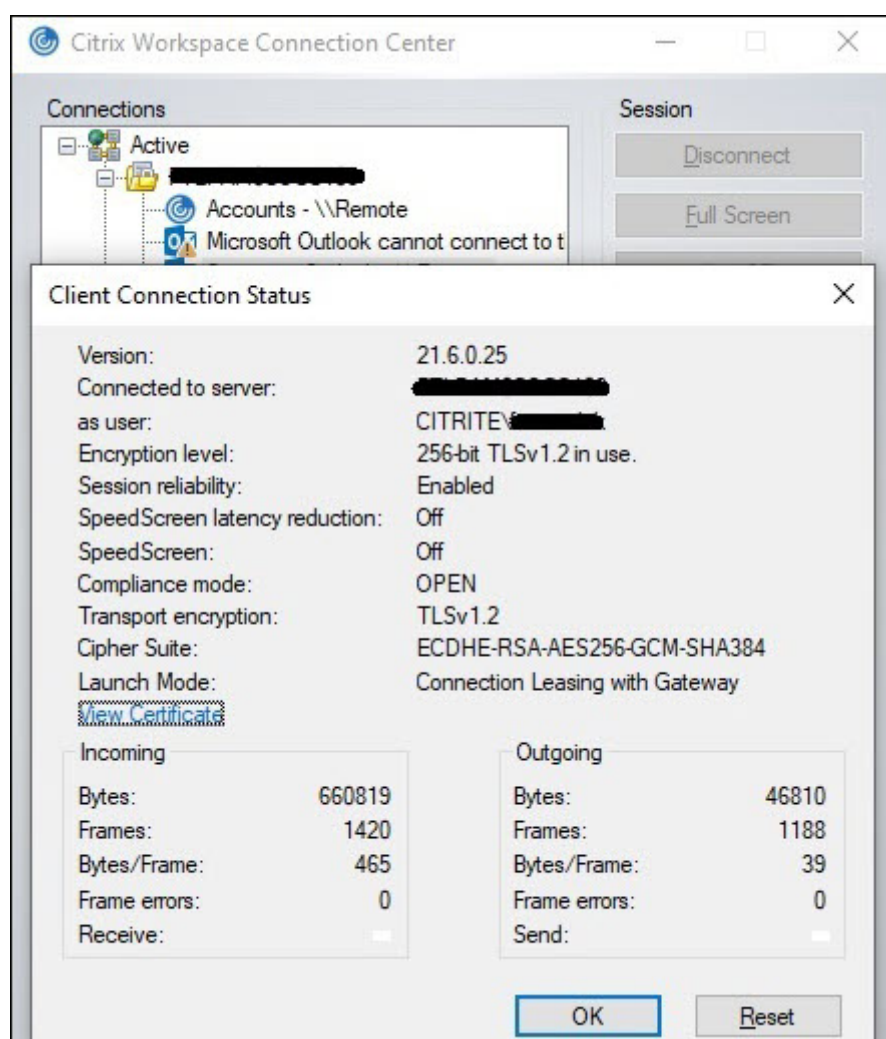 Citrix Workspace Connection Center
Connections
Session
Active
Disconnect
Accounts - \\Remote
Full Screen
Microsoft Outlook cannot connect to t
Client Connection Status
Version: 21.6.0.25
Connected to server:
as user: CITRITE\
Encryption level: 256-bit TLSv1.2 in use.
Session reliability: Enabled
SpeedScreen latency reduction: Off
SpeedScreen: Off
Compliance mode: OPEN
Transport encryption: TLSv1.2
Cipher Suite: ECDHE-RSA-AES256-GCM-SHA384
Launch Mode: Connection Leasing with Gateway
View Certificate
Incoming
Bytes: 660819
Frames: 1420
Bytes/Frame: 465
Frame errors: 0
Receive:
Outgoing
Bytes: 46810
Frames: 1188
Bytes/Frame: 39
Frame errors: 0
Send:
OK
Reset